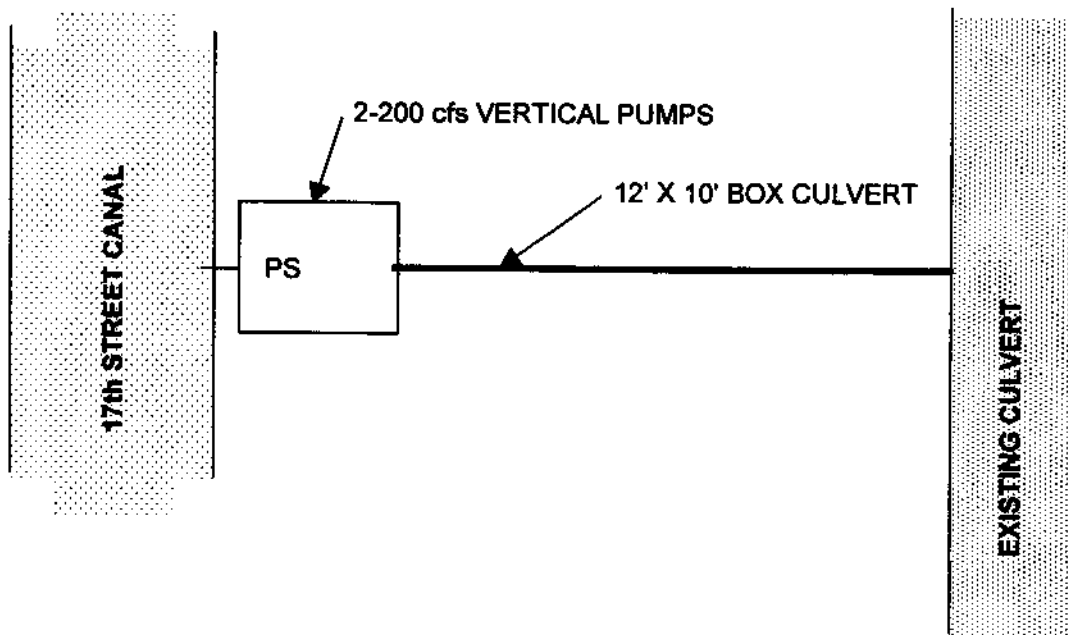 2-200 cfs VERTICAL PUMPS
12' X 10' BOX CULVERT
17th STREET CANAL
PS
EXISTING CULVERT